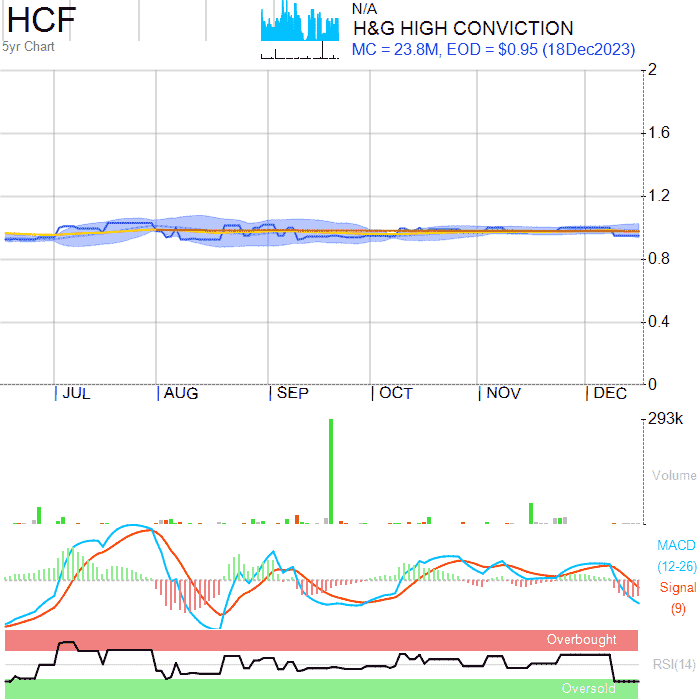 HCF
5yr Chart
N/A
H&G HIGH CONVICTION
MC = 23.8M, EOD = $0.95 (18Dec2023)
2
1.6
1.2
0.8
0.4
0
JUL
AUG
SEP
OCT
NOV
DEC
293k
Volume
MACD
(12-26)
Signal
(9)
Overbought
RSI(14)
Oversold